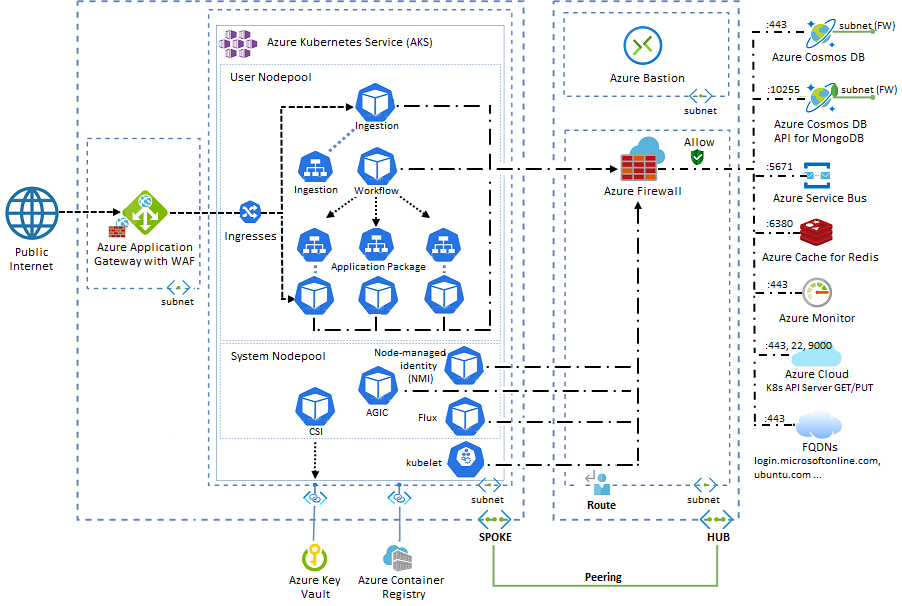 Azure Kubernetes Service (AKS)
User Nodepool
Ingestion
Ingestion
Workflow
Ingresses
Application Package
Public
Internet
Azure Application
Gateway with WAF
subnet
System Nodepool
Node-managed
identity
(NMI)
AGIC
CSI
Flux
kubelet
subnet
SPOKE
Azure Key
Vault
Azure Container
Registry
Peering
Azure Bastion
subnet
Azure Firewall
Allow
Route
subnet
HUB
:443
subnet (FW)
Azure Cosmos DB
:10255
subnet (FW)
Azure Cosmos DB
API for MongoDB
:5671
Azure Service Bus
:6380
Azure Cache for Redis
:443
Azure Monitor
:443, 22, 9000
Azure Cloud
K8s API Server GET/PUT
:443
FQDNs
login.microsoftonline.com,
ubuntu.com ...